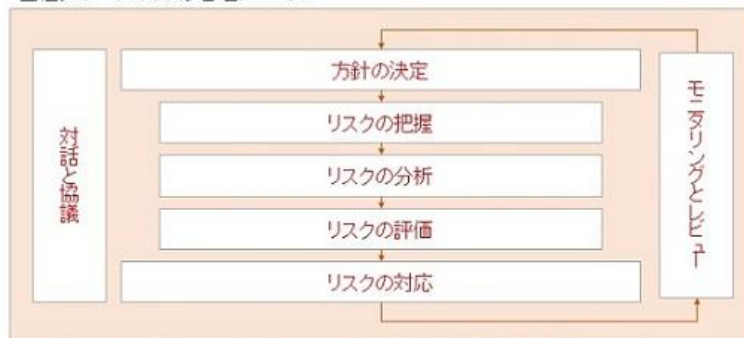 対話と協議
方針の決定
リスクの把握
リスクの分析
リスクの評価
リスクの対応
モニタリングとレビュー